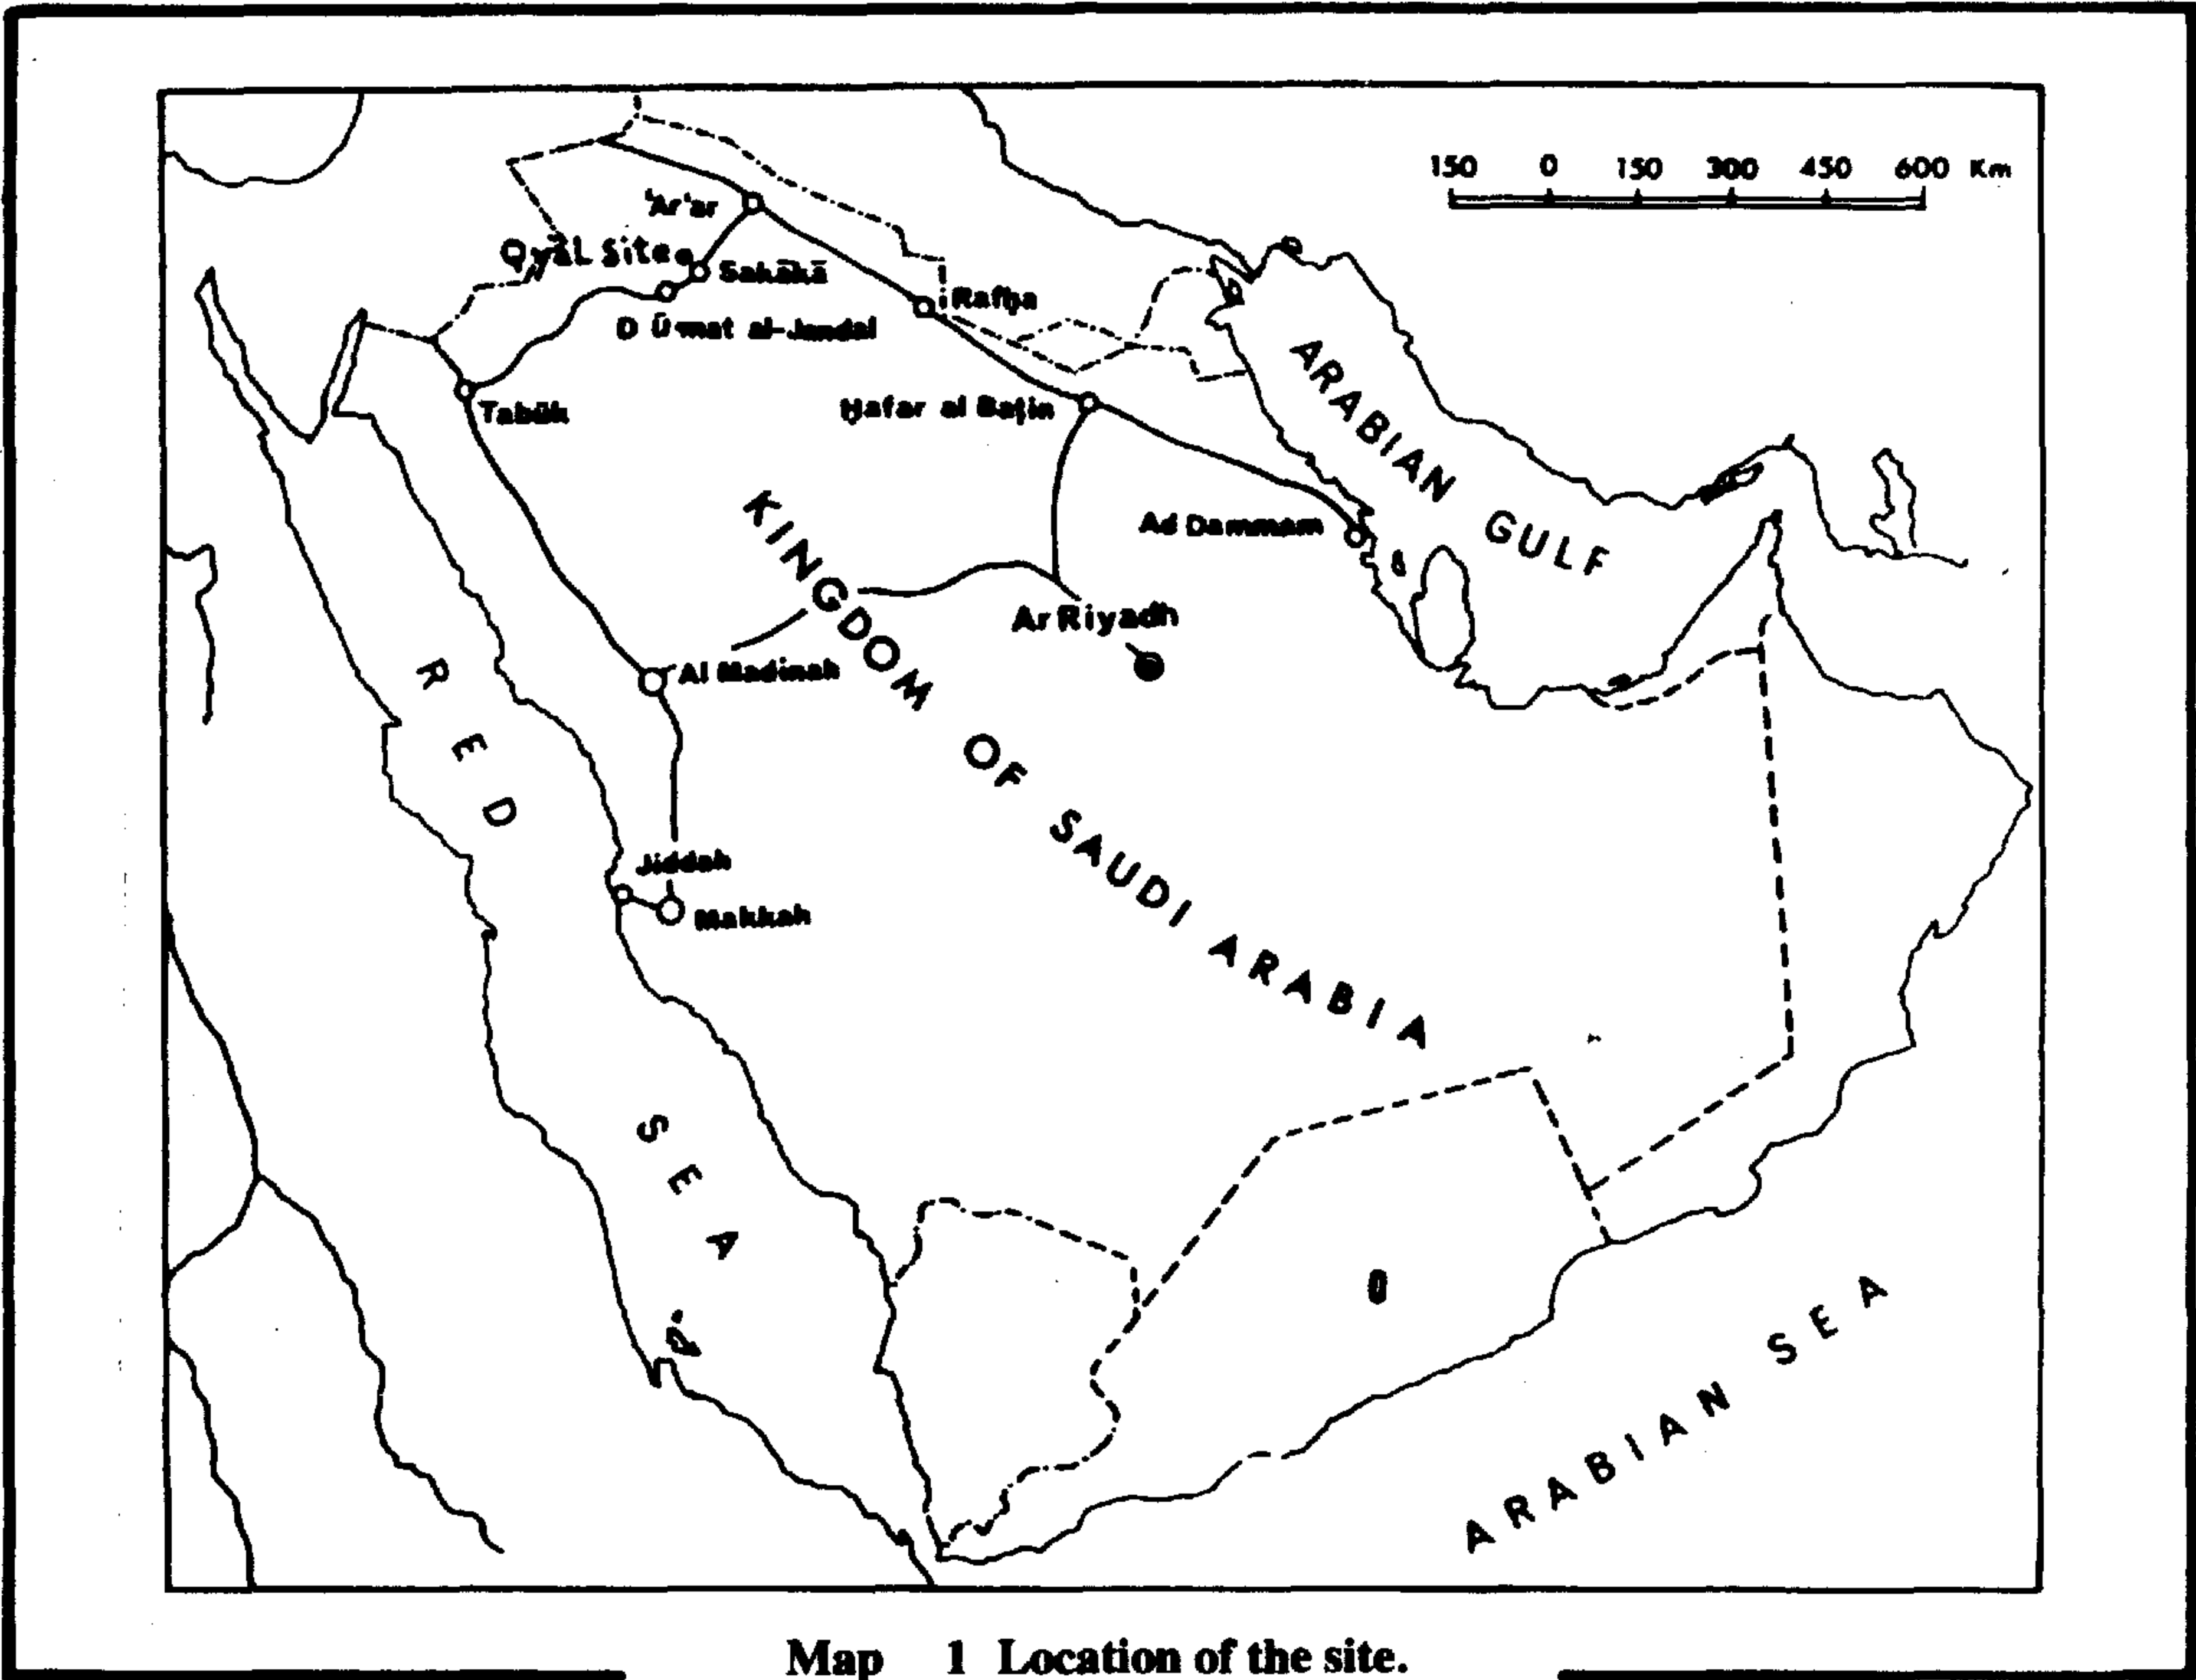 150 0 150 300 450 600 Km
'Ar'ar
Qyāl Site
Sakākā
Rafḥa
D Ūmat al-Jandal
Tabūk
Ḥafar al Baṭin
ARABIAN GULF
Ad Dammam
KINGDOM OF SAUDI ARABIA
Ar Riyadh
Al Madinah
RED SEA
Jiddah
Makkah
ARABIAN SEA
Map 1 Location of the site.